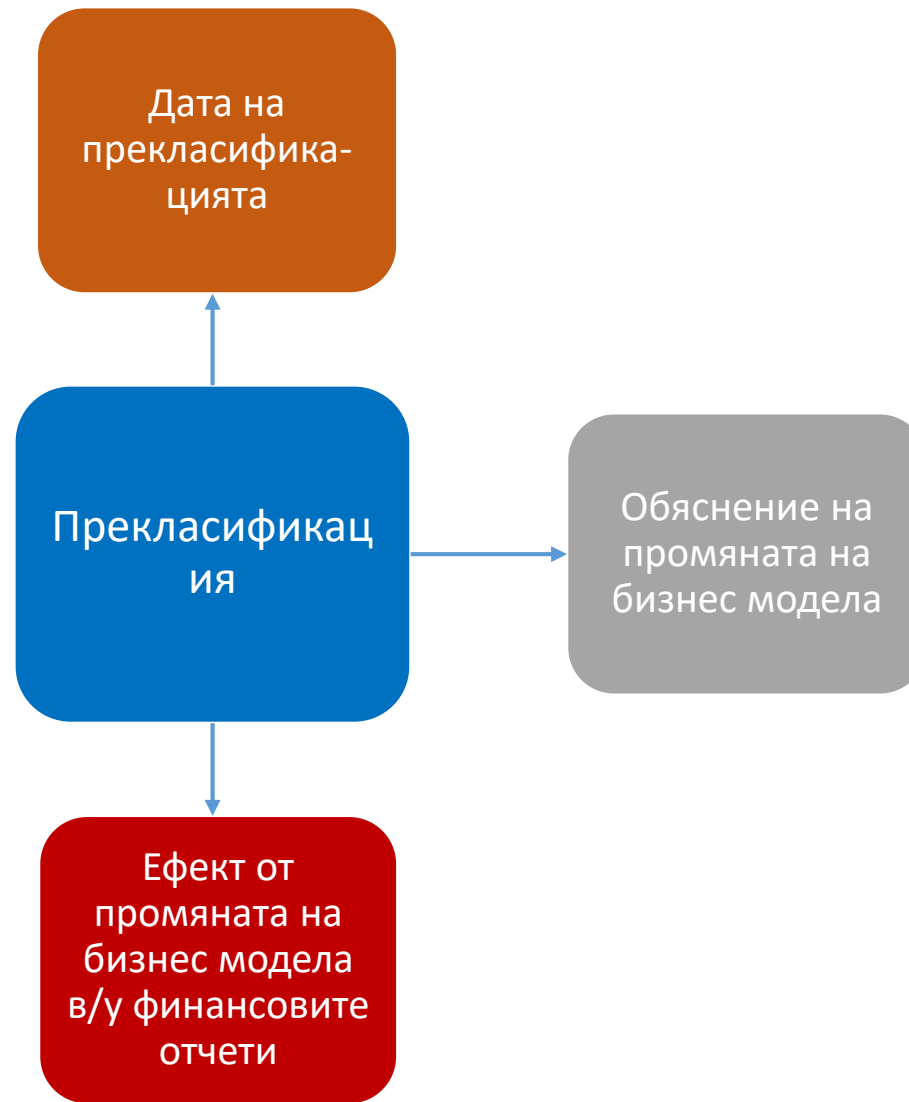 Дата на
прекласифика-
цията
Прекласификац
ия
Обяснение на
промяната на
бизнес модела
Ефект от
промяната на
бизнес модела
в/у финансовите
отчети